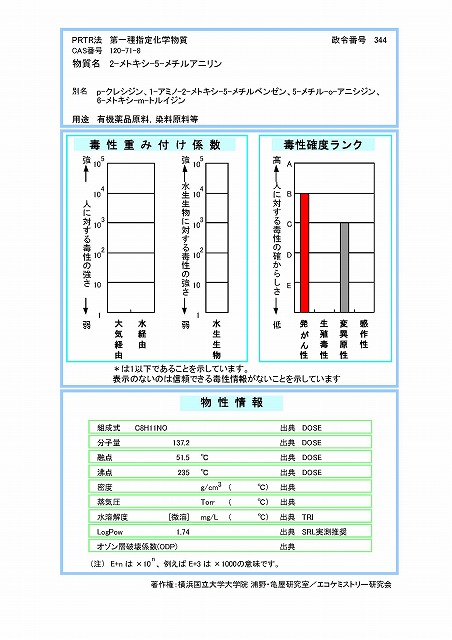 PRTR法　第一種指定化学物質　政令番号　344
CAS番号　120-71-8
物質名　2-メトキシ-5-メチルアニリン
別名　p-クレシジン、1-アミノ-2-メトキシ-5-メチルベンゼン、5-メチル-o-アニシジン、
6-メトキシ-m-トルイジン
用途　有機薬品原料，染料原料等
毒性重み付け係数
強
人に対する毒性の強さ
弱
10^5
10^4
10^3
10^2
10
1
大気経由
水経由
強
水生生物に対する毒性の強さ
弱
10^5
10^4
10^3
10^2
10
1
水生生物
毒性確度ランク
高
人に対する毒性の確からしさ
低
A
B
C
D
E
発がん性
生殖毒性
変異原性
感作性
＊は1以下であることを示しています。
表示のないのは信頼できる毒性情報がないことを示しています
物性情報
組成式　C8H11NO　出典　DOSE
分子量　137.2　出典　DOSE
融点　51.5　℃　出典　DOSE
沸点　235　℃　出典　DOSE
密度　g/cm3　(　℃)　出典
蒸気圧　Torr　(　℃)　出典
水溶解度　[微溶]　mg/L　(　℃)　出典　TRI
LogPow　1.74　出典　SRL実測推奨
オゾン層破壊係数(ODP)　出典
（注）　E+n は ×10^n、例えば E+3 は ×1000の意味です。
著作権:横浜国立大学大学院 浦野・亀屋研究室／エコケミストリー研究会